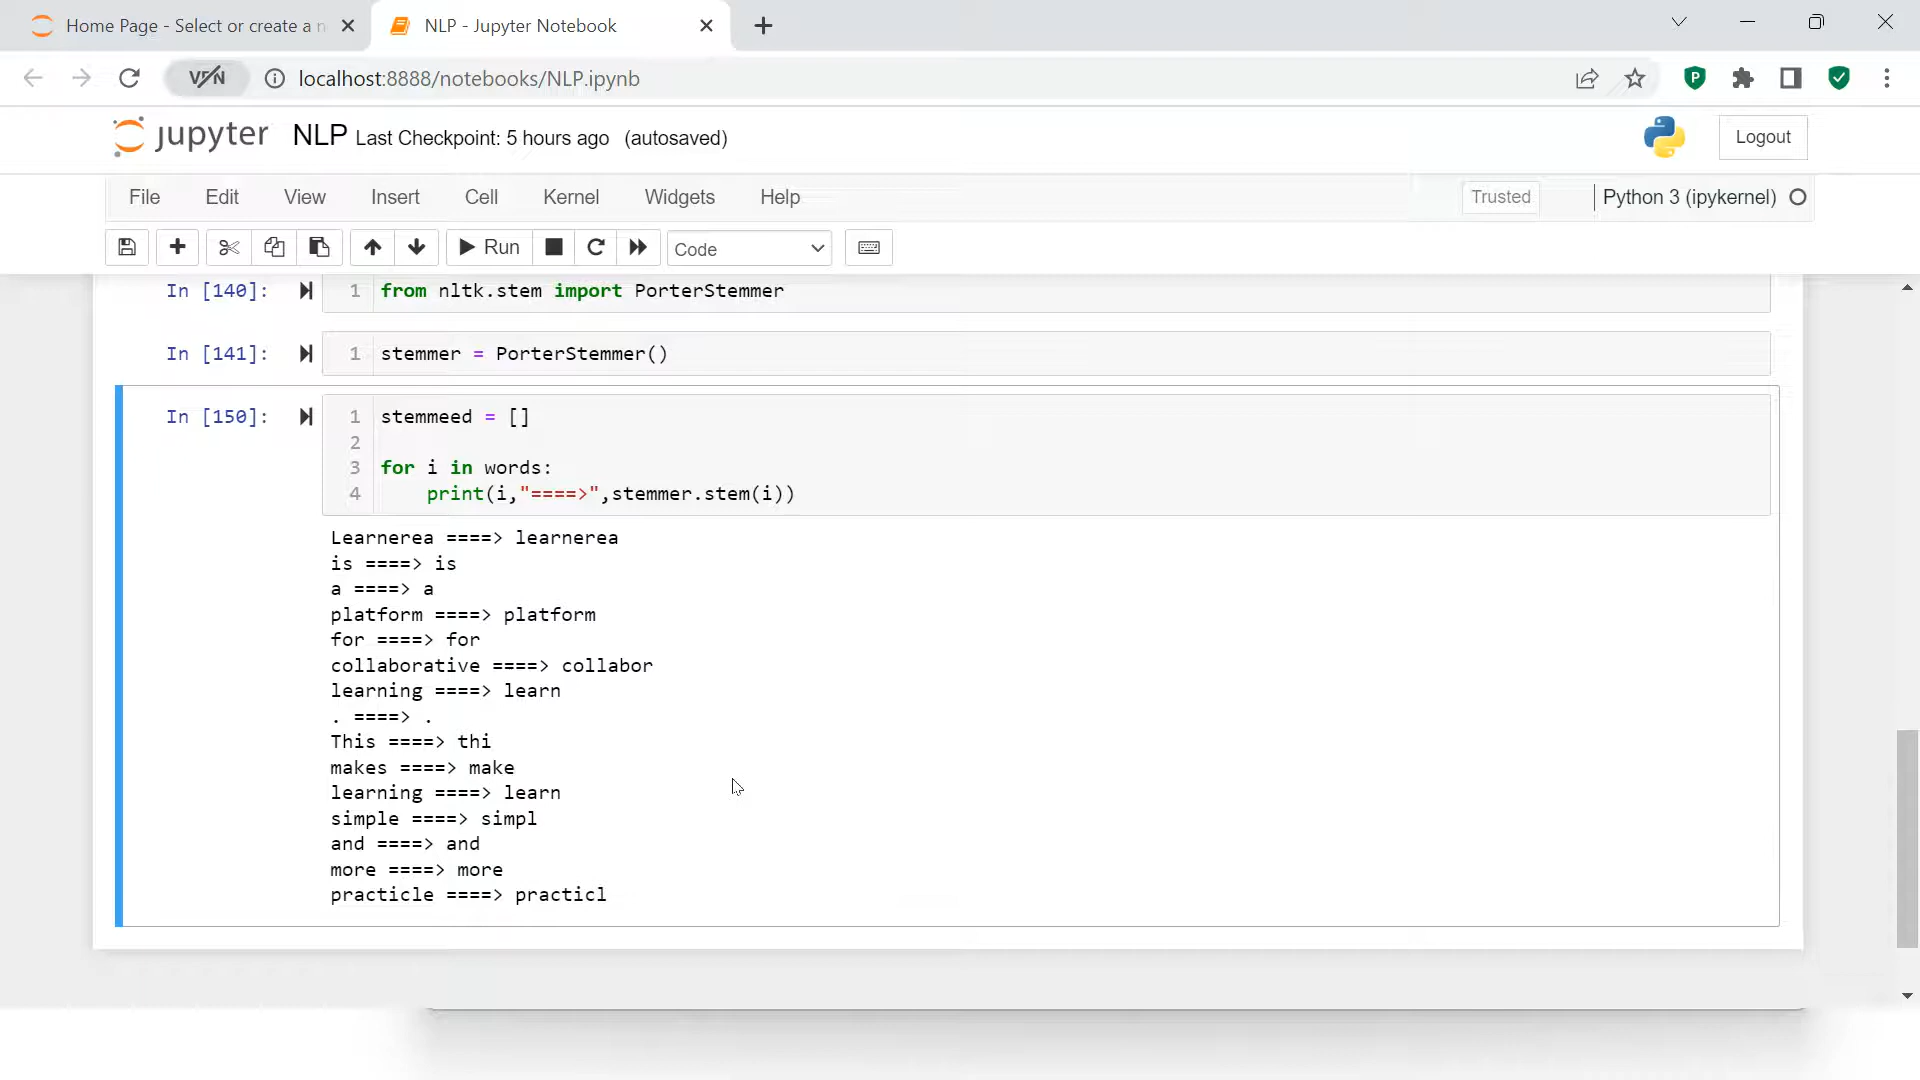 Home Page - Select or create a n
NLP - Jupyter Notebook
VPN
localhost:8888/notebooks/NLP.ipynb
P
jupyter NLP Last Checkpoint: 5 hours ago (autosaved)
Logout
File Edit View Insert Cell Kernel Widgets Help
Trusted
Python 3 (ipykernel)
Run
Code
In [140]: 1 from nltk.stem import PorterStemmer
In [141]: 1 stemmer = PorterStemmer()
In [150]: 1 stemmeed = []
2
3 for i in words:
4 print(i,"====>",stemmer.stem(i))
Learnerea ====> learnerea
is ====> is
a ====> a
platform ====> platform
for ====> for
collaborative ====> collabor
learning ====> learn
. ====> .
This ====> thi
makes ====> make
learning ====> learn
simple ====> simpl
and ====> and
more ====> more
practicle ====> practicl